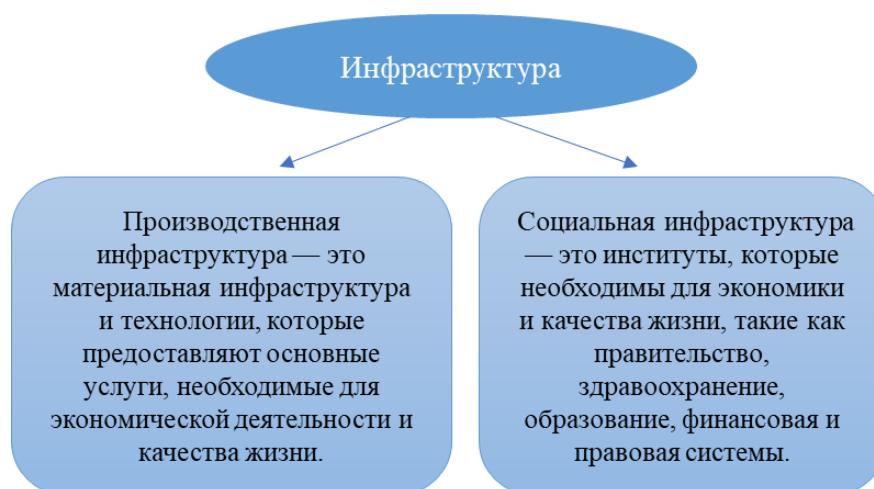 Инфраструктура
Производственная
инфраструктура — это
материальная инфраструктура
и технологии, которые
предоставляют основные
услуги, необходимые для
экономической деятельности и
качества жизни.
Социальная инфраструктура
— это институты, которые
необходимы для экономики
и качества жизни, такие как
правительство,
здравоохранение,
образование, финансовая и
правовая системы.